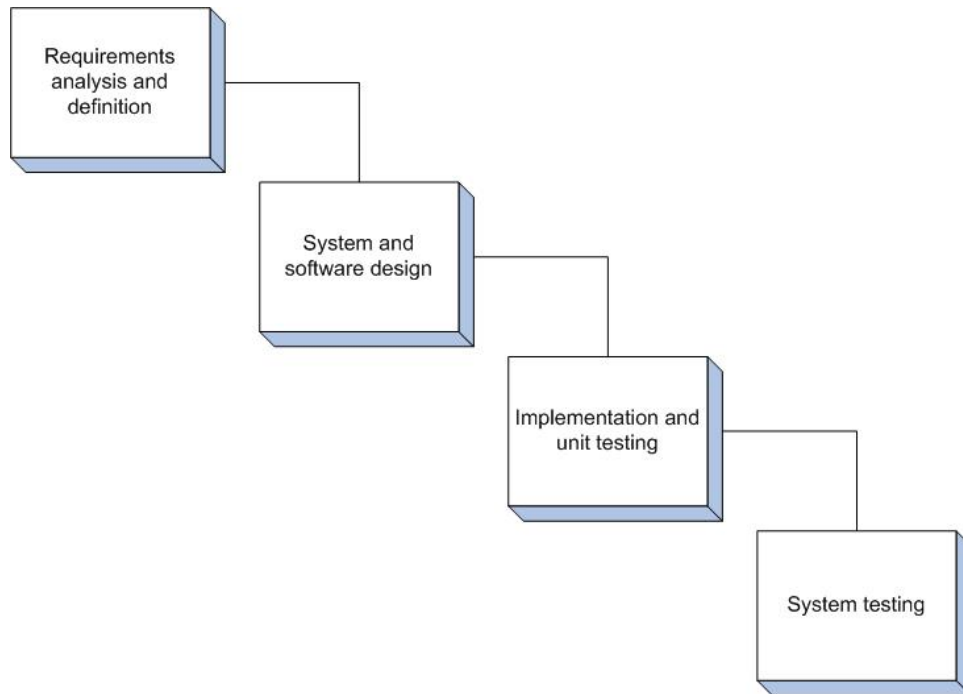 Requirements
analysis and
definition
System and
software design
Implementation and
unit testing
System testing